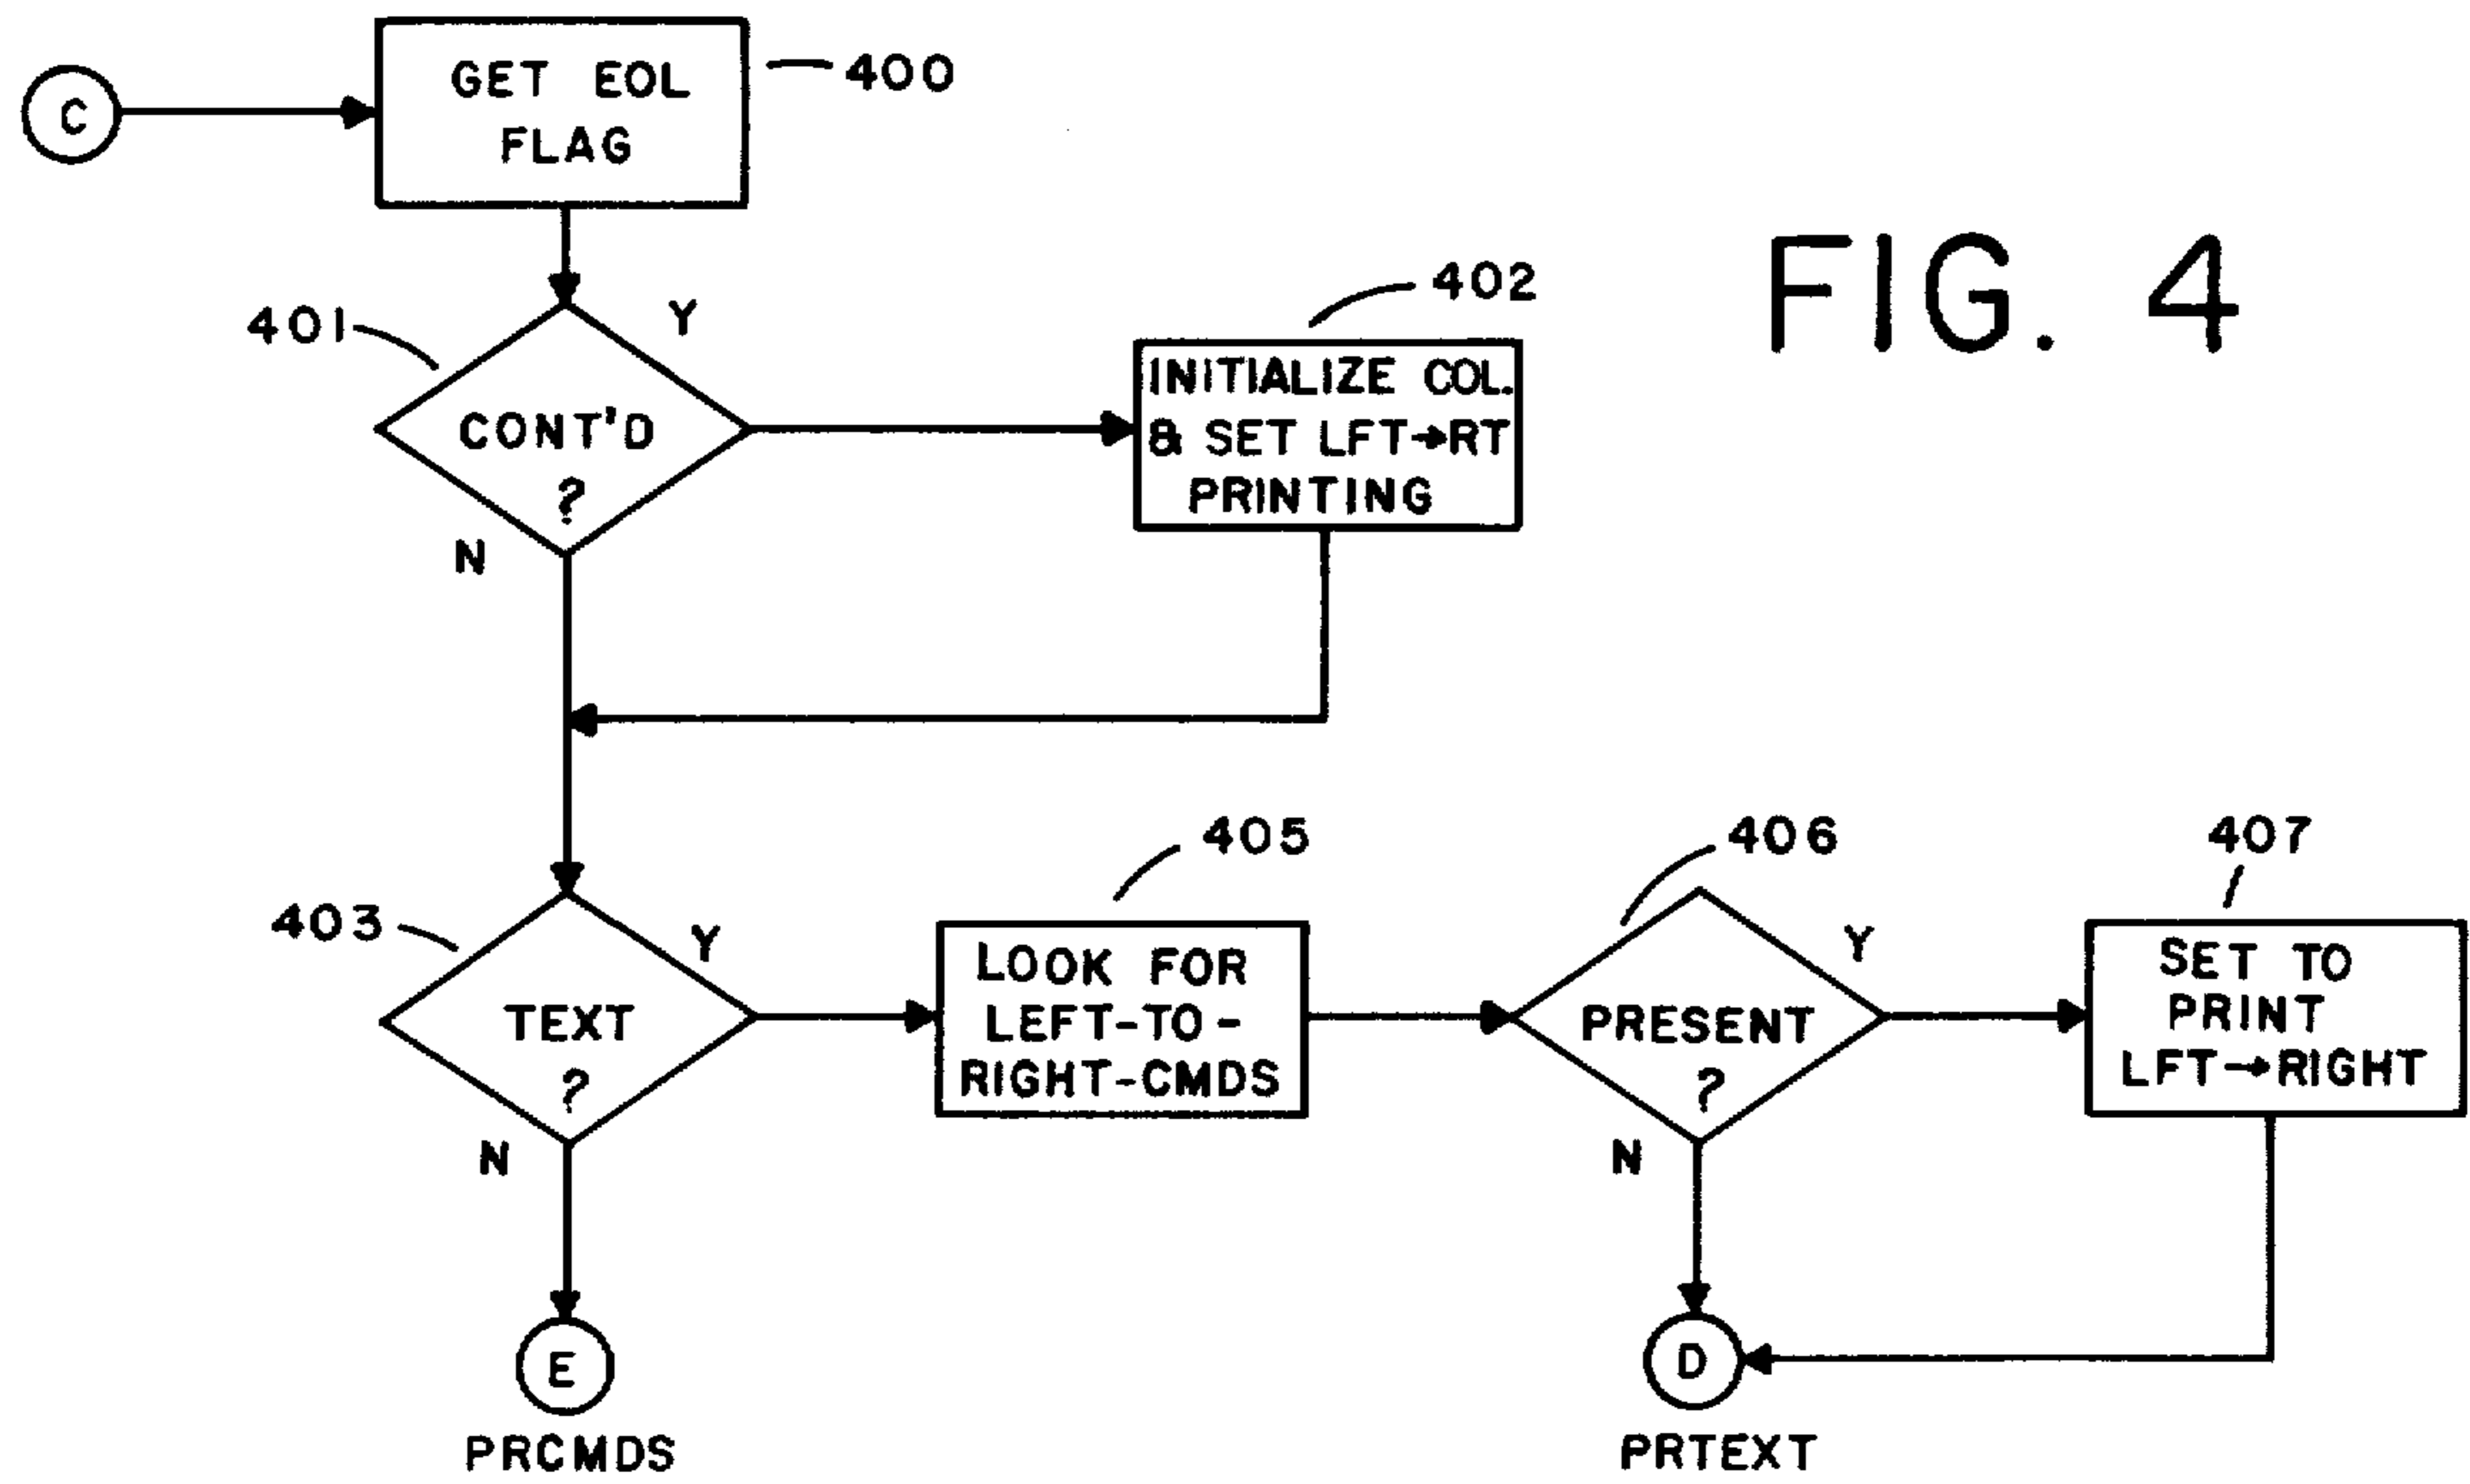 C
GET EOL
FLAG
400
FIG. 4
401
Y
CONT'D
?
N
402
INITIALIZE COL.
& SET LFT→RT
PRINTING
403
Y
TEXT
?
N
405
LOOK FOR
LEFT-TO-
RIGHT-CMDS
406
Y
PRESENT
?
N
407
SET TO
PRINT
LFT→RIGHT
E
PRCMDS
D
PRTEXT